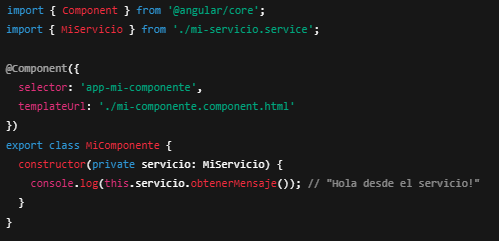 import { Component } from '@angular/core';
import { MiServicio } from './mi-servicio.service';
@Component({
selector: 'app-mi-componente',
templateUrl: './mi-componente.component.html'
})
export class MiComponente {
constructor(private servicio: MiServicio) {
console.log(this.servicio.obtenerMensaje()); // "Hola desde el servicio!"
}
}